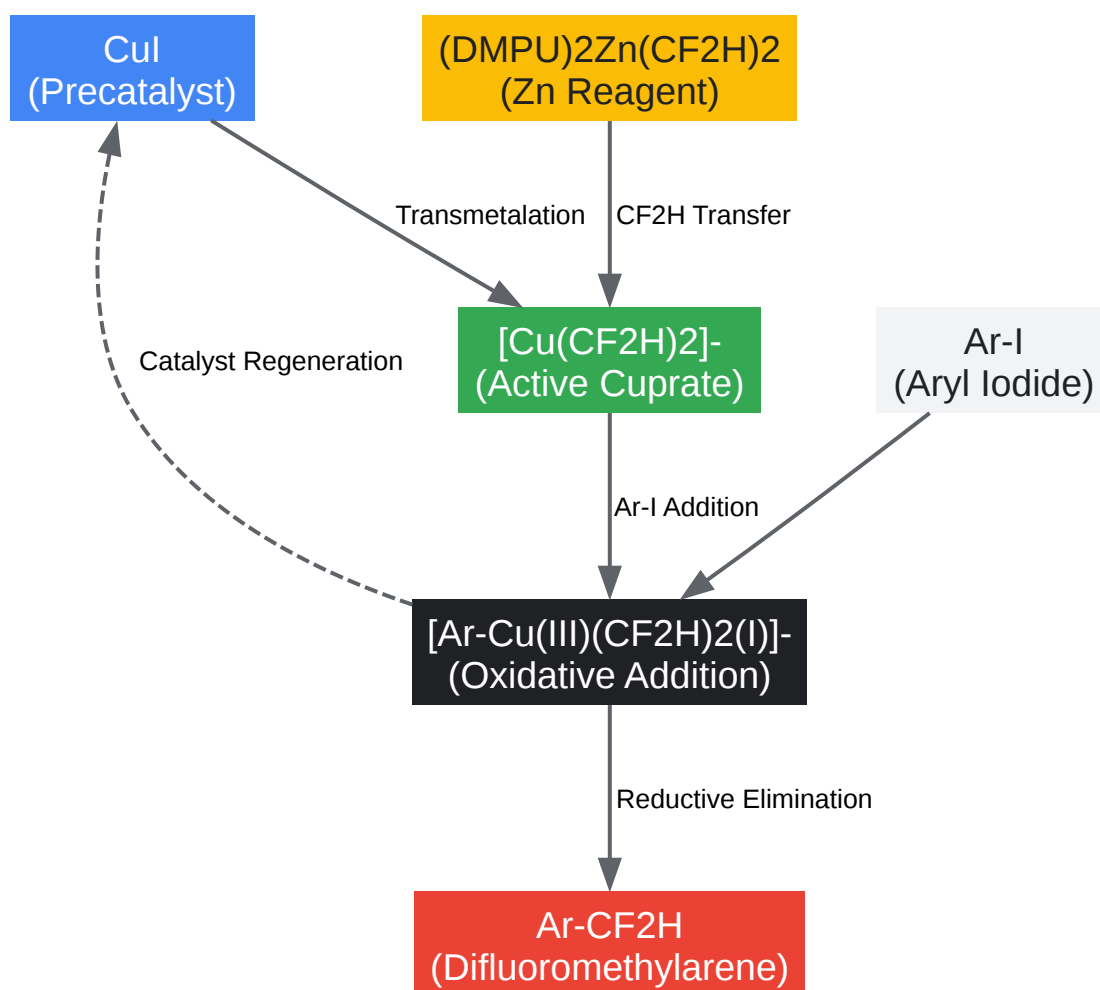 CuI
(Precatalyst)
(DMPU)2Zn(CF2H)2
(Zn Reagent)
Transmetalation
CF2H Transfer
[Cu(CF2H)2]-
(Active Cuprate)
Ar-I
(Aryl Iodide)
Catalyst Regeneration
Ar-I Addition
[Ar-Cu(III)(CF2H)2(I)]-
(Oxidative Addition)
Reductive Elimination
Ar-CF2H
(Difluoromethylarene)